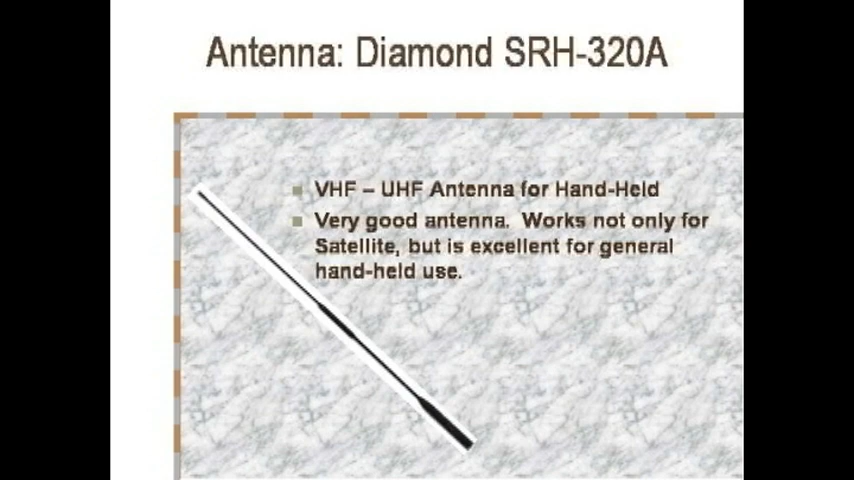 Antenna: Diamond SRH-320A
VHF – UHF Antenna for Hand-Held
Very good antenna. Works not only for
Satellite, but is excellent for general
hand-held use.